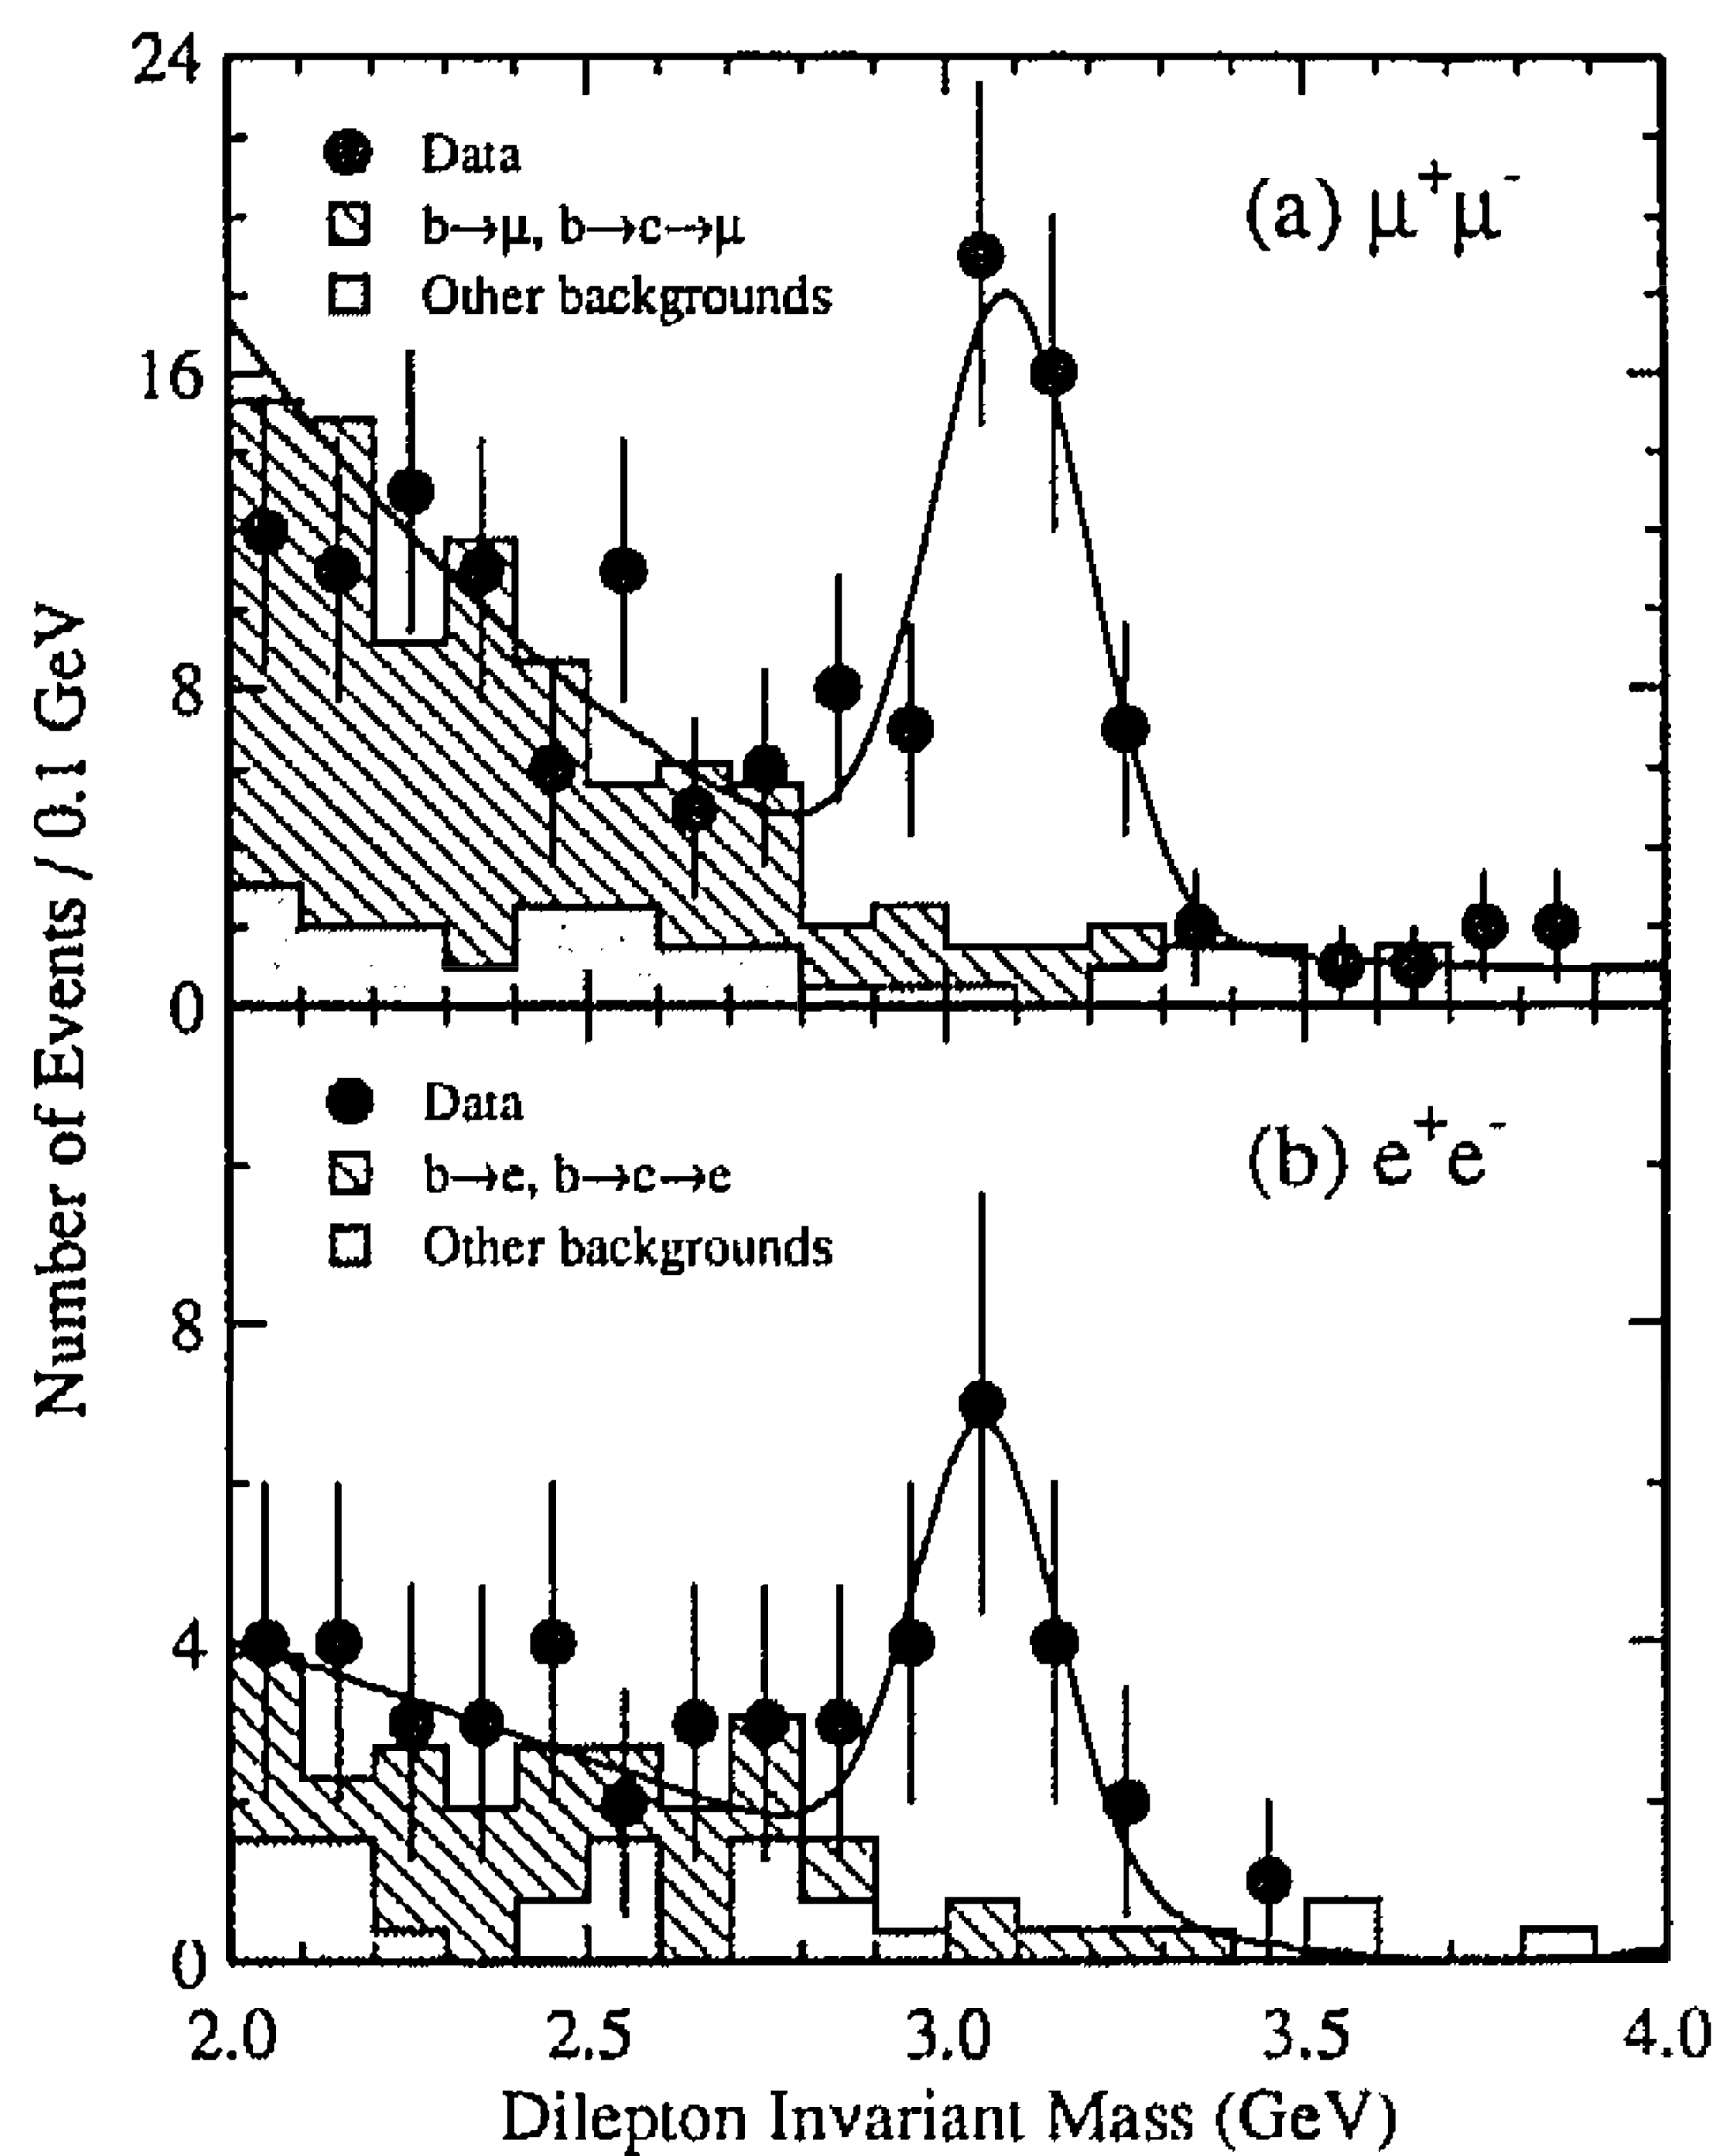 Number of Events / 0.1 GeV
24
16
8
0
Data
b→μ, b→c→μ
Other backgrounds
(a) μ⁺μ⁻
Data
b→e, b→c→e
Other backgrounds
(b) e⁺e⁻
8
4
0
2.0 2.5 3.0 3.5 4.0
Dilepton Invariant Mass (GeV)